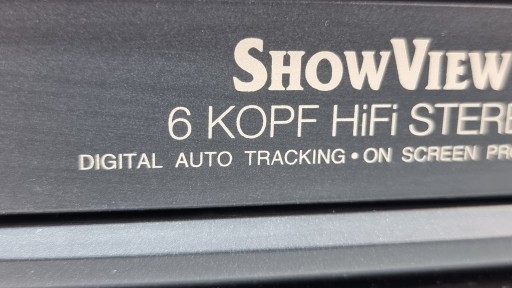 SHOWVIEW
6 KOPF HiFi STERE
DIGITAL AUTO TRACKING • ON SCREEN PR